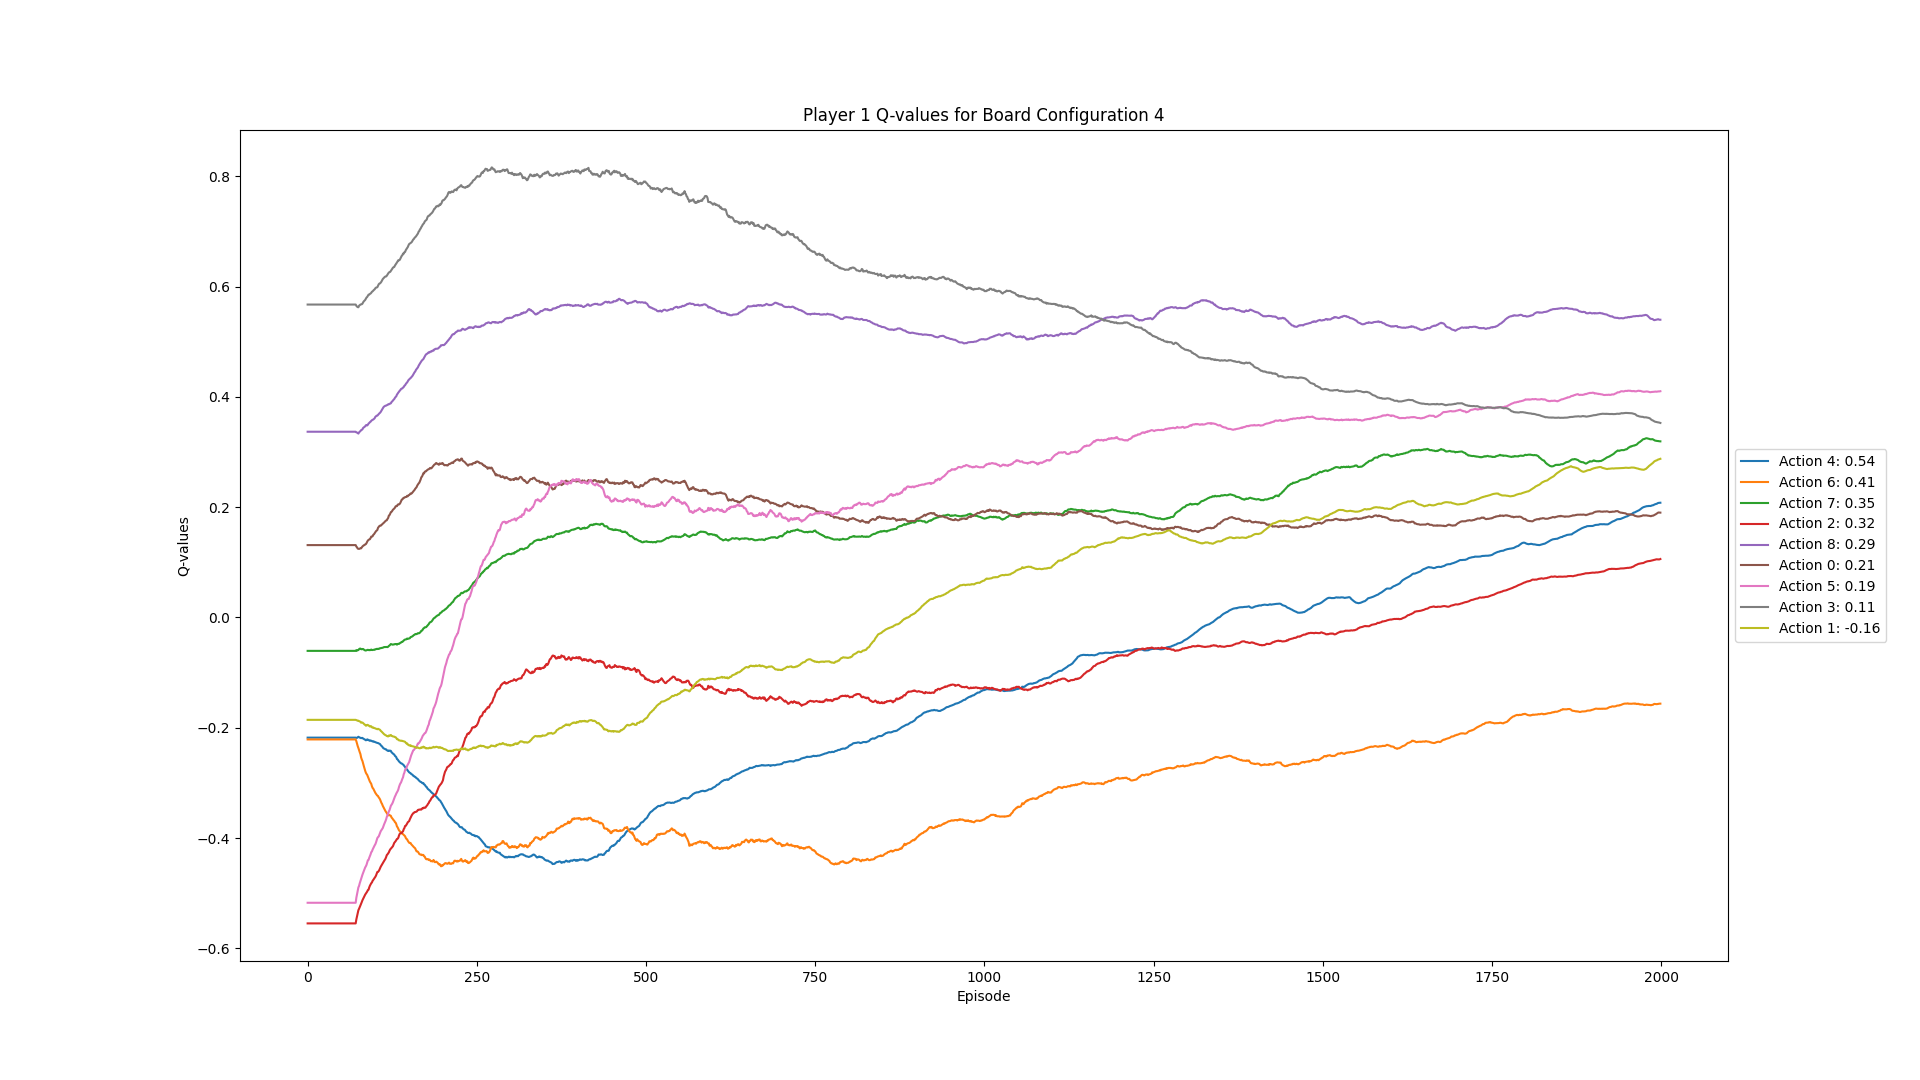 Player 1 Q-values for Board Configuration 4
0.8
0.6
0.4
0.2
0.0
−0.2
−0.4
−0.6
Q-values
0 250 500 750 1000 1250 1500 1750 2000
Episode
Action 4: 0.54
Action 6: 0.41
Action 7: 0.35
Action 2: 0.32
Action 8: 0.29
Action 0: 0.21
Action 5: 0.19
Action 3: 0.11
Action 1: -0.16